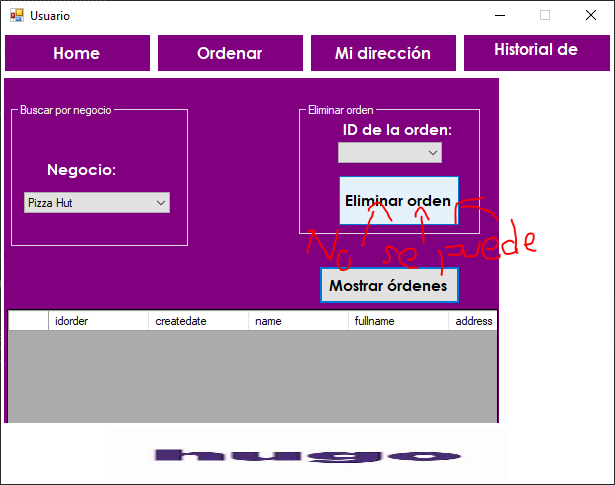 Usuario
Home Ordenar Mi dirección Historial de
Buscar por negocio
Negocio:
Pizza Hut
Eliminar orden
ID de la orden:
Eliminar orden
No se puede
Mostrar órdenes
idorder createdate name fullname address
hugo